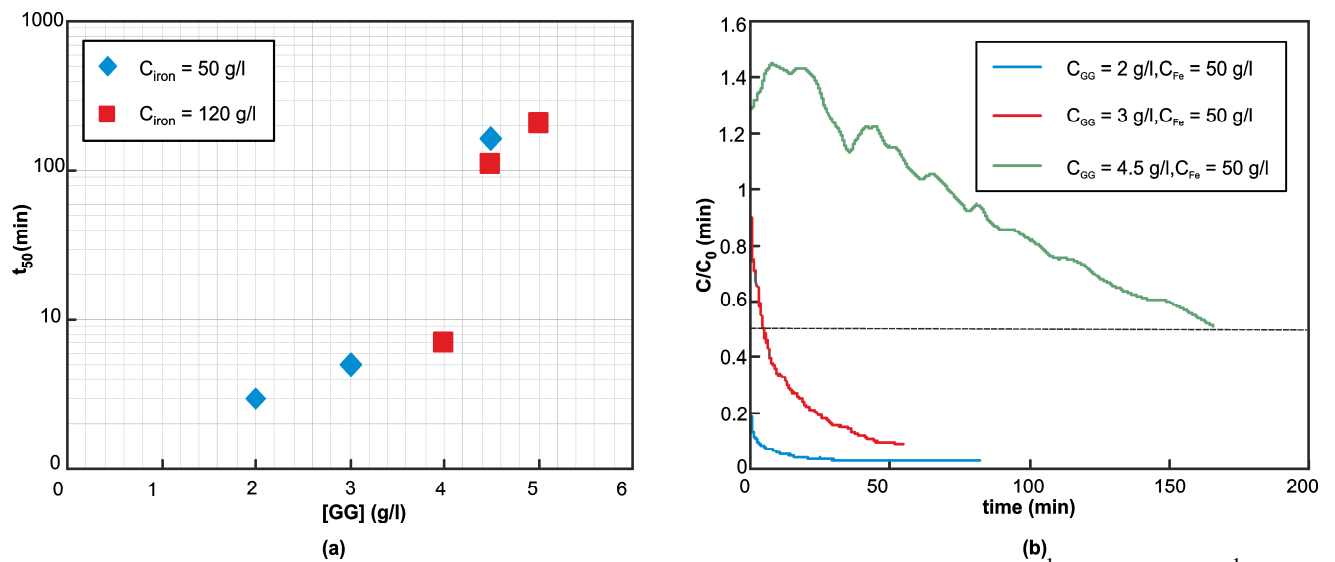 1000
100
10
0
t50(min)
Ciron = 50 g/l
Ciron = 120 g/l
0 1 2 3 4 5 6
[GG] (g/l)
(a)
1.6
1.4
1.2
1
0.8
0.6
0.4
0.2
0
C/C0 (min)
CGG = 2 g/l,CFe = 50 g/l
CGG = 3 g/l,CFe = 50 g/l
CGG = 4.5 g/l,CFe = 50 g/l
0 50 100 150 200
time (min)
(b)